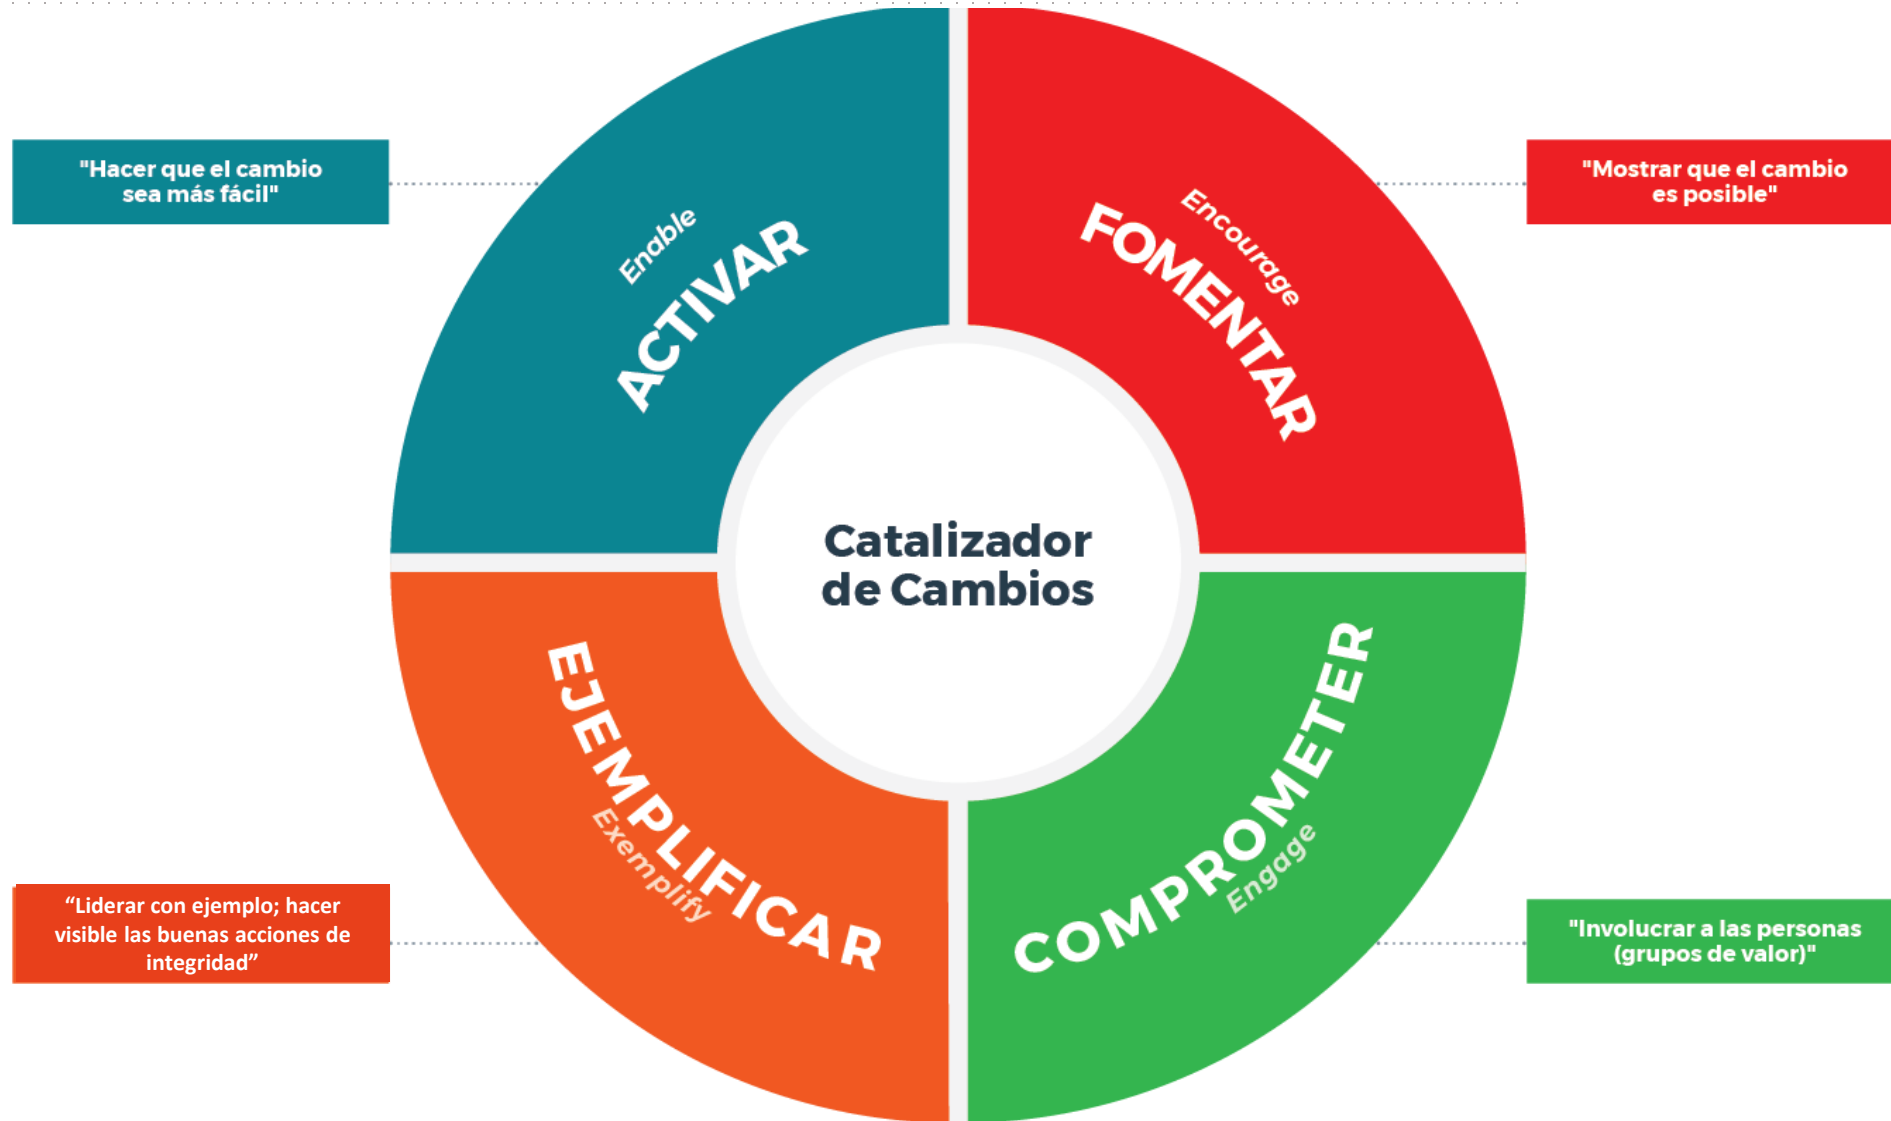 "Hacer que el cambio
sea más fácil"
Enable
ACTIVAR
Encourage
FOMENTAR
"Mostrar que el cambio
es posible"
Catalizador
de Cambios
“Liderar con ejemplo; hacer
visible las buenas acciones de
integridad”
EJEMPLIFICAR
Exemplify
COMPROMETER
Engage
"Involucrar a las personas
(grupos de valor)"